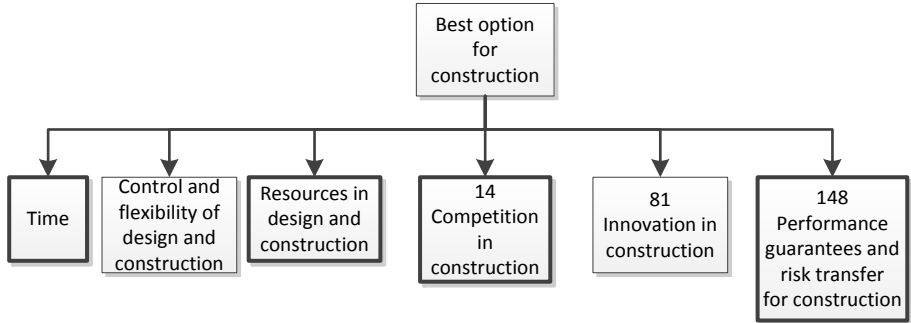 Best option
for
construction
Time
Control and
flexibility of
design and
construction
Resources in
design and
construction
14
Competition
in
construction
81
Innovation in
construction
148
Performance
guarantees and
risk transfer
for construction